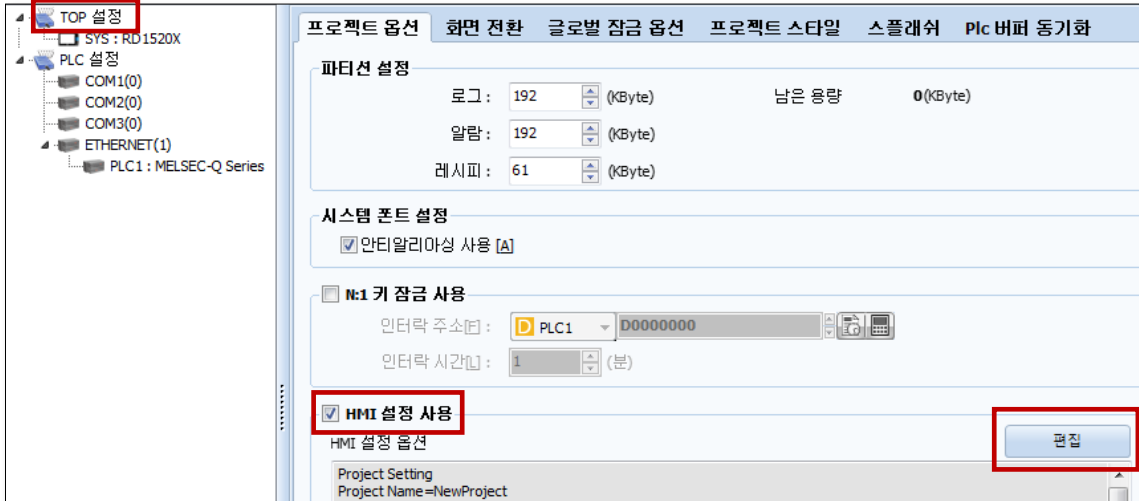 TOP 설정
SYS : RD1520X
PLC 설정
COM1(0)
COM2(0)
COM3(0)
ETHERNET(1)
PLC1 : MELSEC-Q Series
프로젝트 옵션 화면 전환 글로벌 잠금 옵션 프로젝트 스타일 스플래쉬 Plc 버퍼 동기화
파티션 설정
로그 : 192 (KByte) 남은 용량 0(KByte)
알람 : 192 (KByte)
레시피 : 61 (KByte)
시스템 폰트 설정
안티알리아싱 사용 [A]
N:1 키 잠금 사용
인터락 주소[F] : D PLC1 D0000000
인터락 시간[L] : 1 (분)
HMI 설정 사용
HMI 설정 옵션 편집
Project Setting
Project Name=NewProject